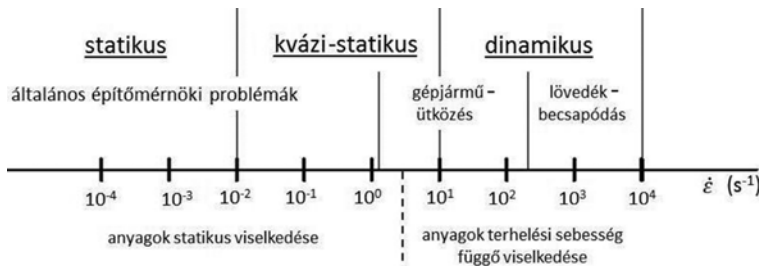 statikus kvázi-statikus dinamikus
általános építőmérnöki problémák
gépjármű – ütközés
lövedék – becsapódás
10⁻⁴ 10⁻³ 10⁻² 10⁻¹ 10⁰ 10¹ 10² 10³ 10⁴ ε̇ (s⁻¹)
anyagok statikus viselkedése
anyagok terhelési sebesség
függő viselkedése